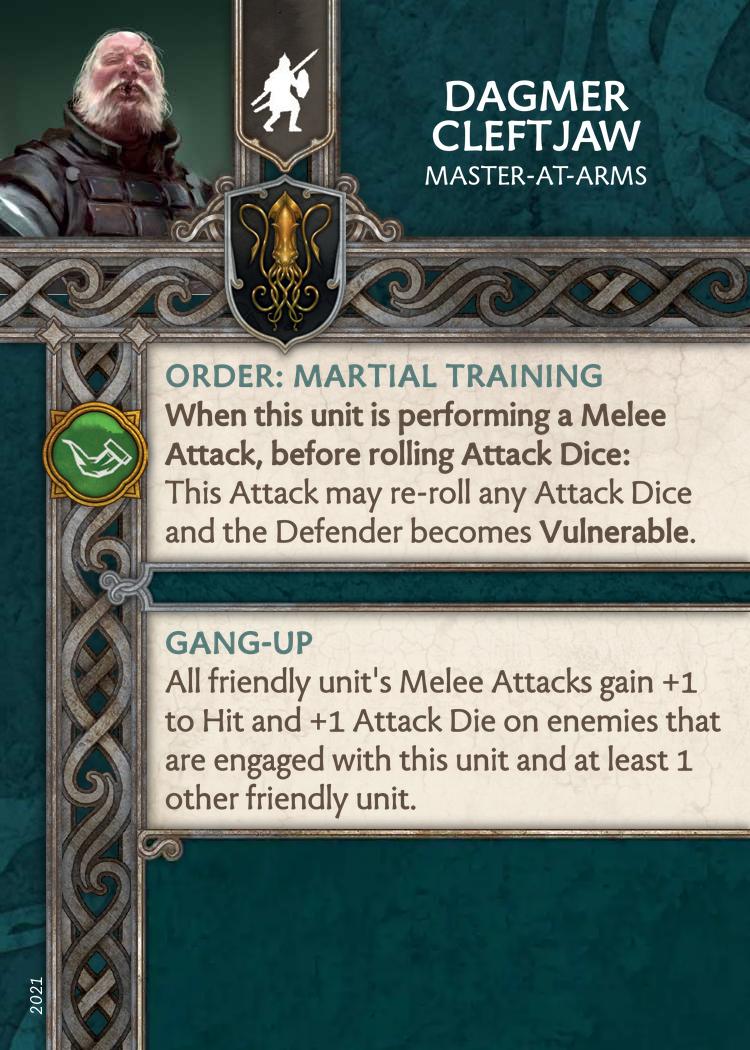 DAGMER
CLEFTJAW
MASTER-AT-ARMS
ORDER: MARTIAL TRAINING
When this unit is performing a Melee
Attack, before rolling Attack Dice:
This Attack may re-roll any Attack Dice
and the Defender becomes Vulnerable.
GANG-UP
All friendly unit's Melee Attacks gain +1
to Hit and +1 Attack Die on enemies that
are engaged with this unit and at least 1
other friendly unit.
2021